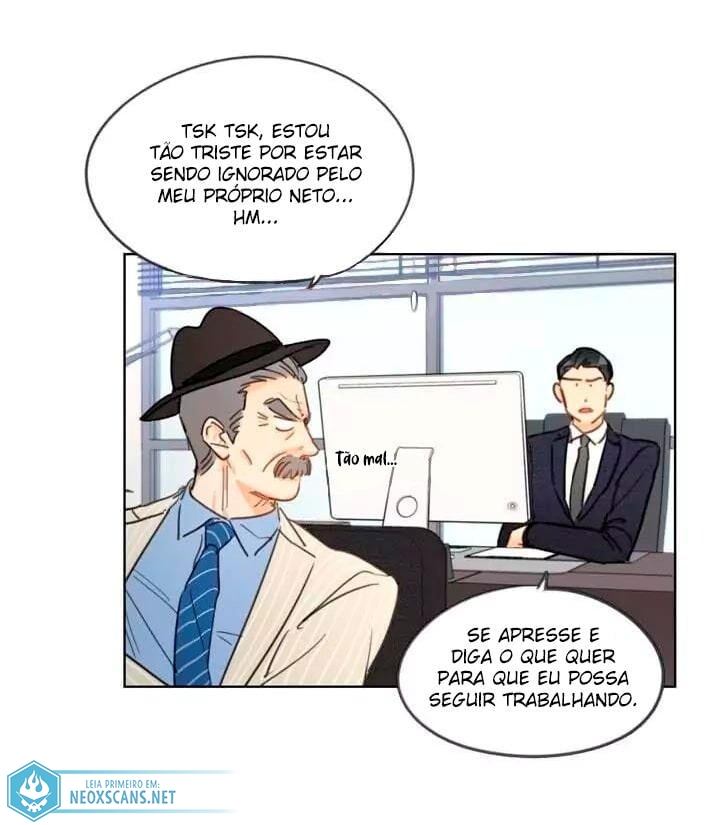 TSK TSK, ESTOU
TÃO TRISTE POR ESTAR
SENDO IGNORADO PELO
MEU PRÓPRIO NETO...
HM...
Tão mal...
SE APRESSE E
DIGA O QUE QUER
PARA QUE EU POSSA
SEGUIR TRABALHANDO.
LEIA PRIMEIRO EM:
NEOXSCANS.NET